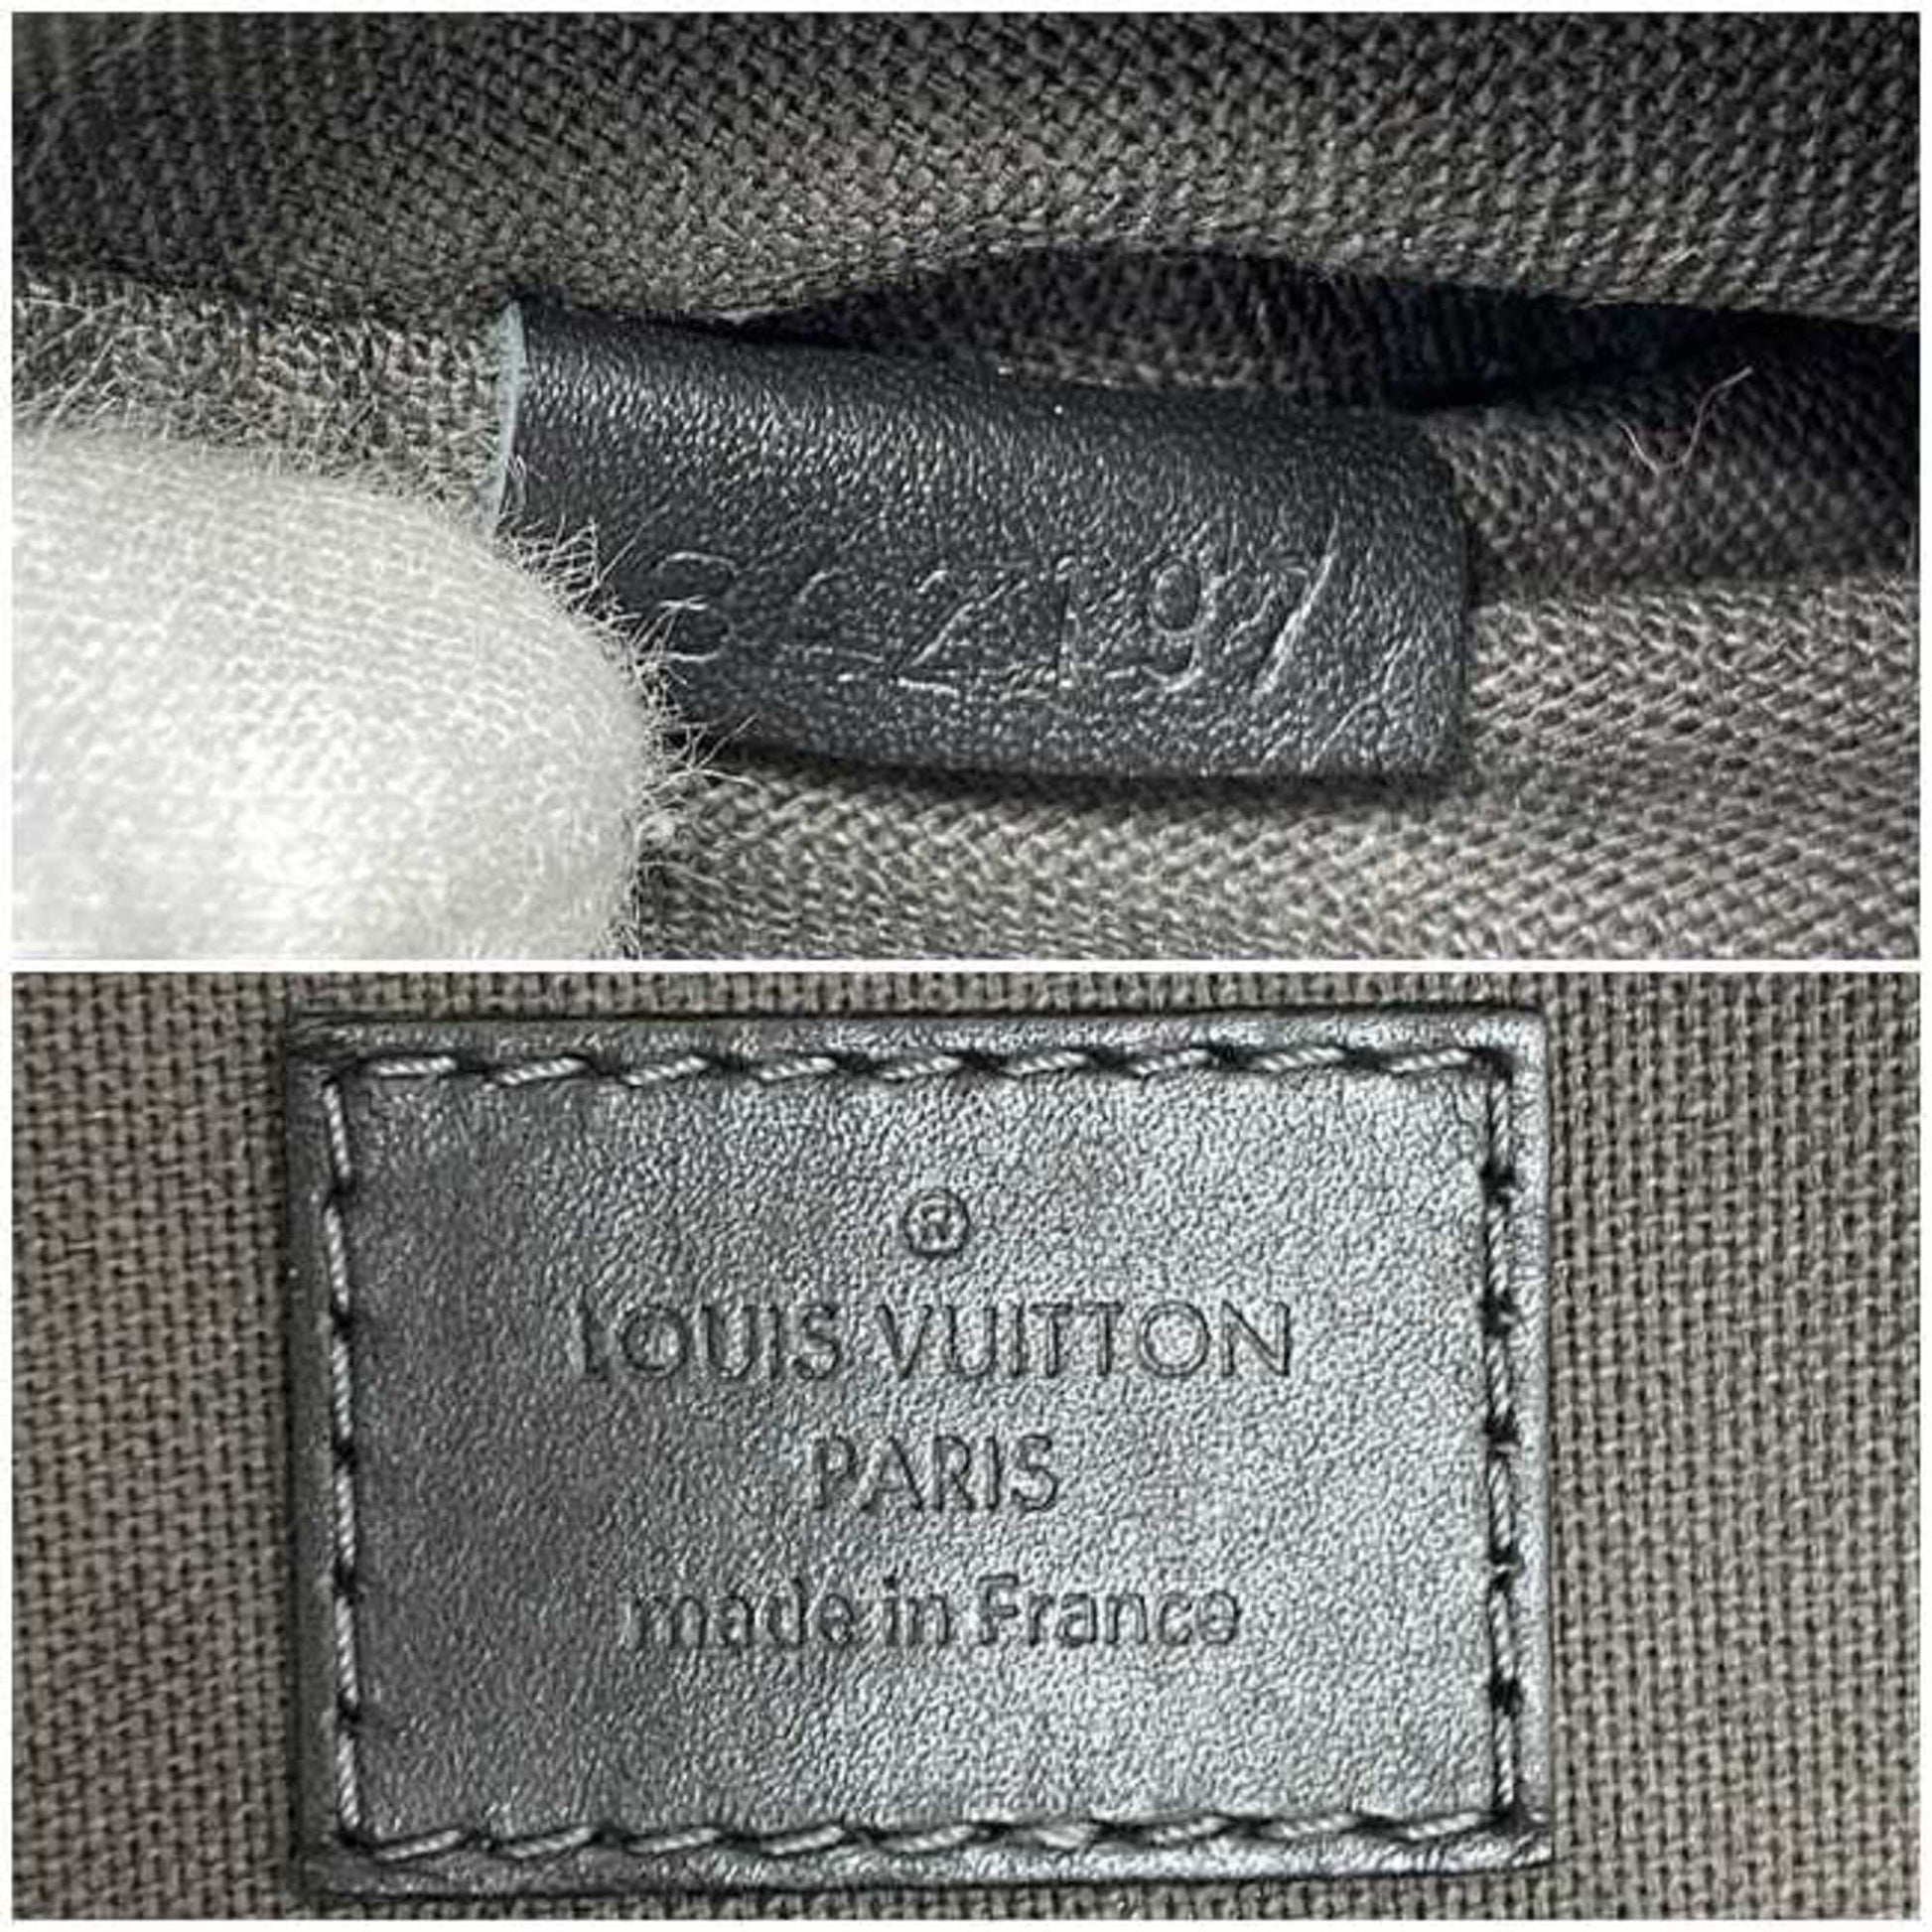 ®
LOUIS VUITTON
PARIS
made in France